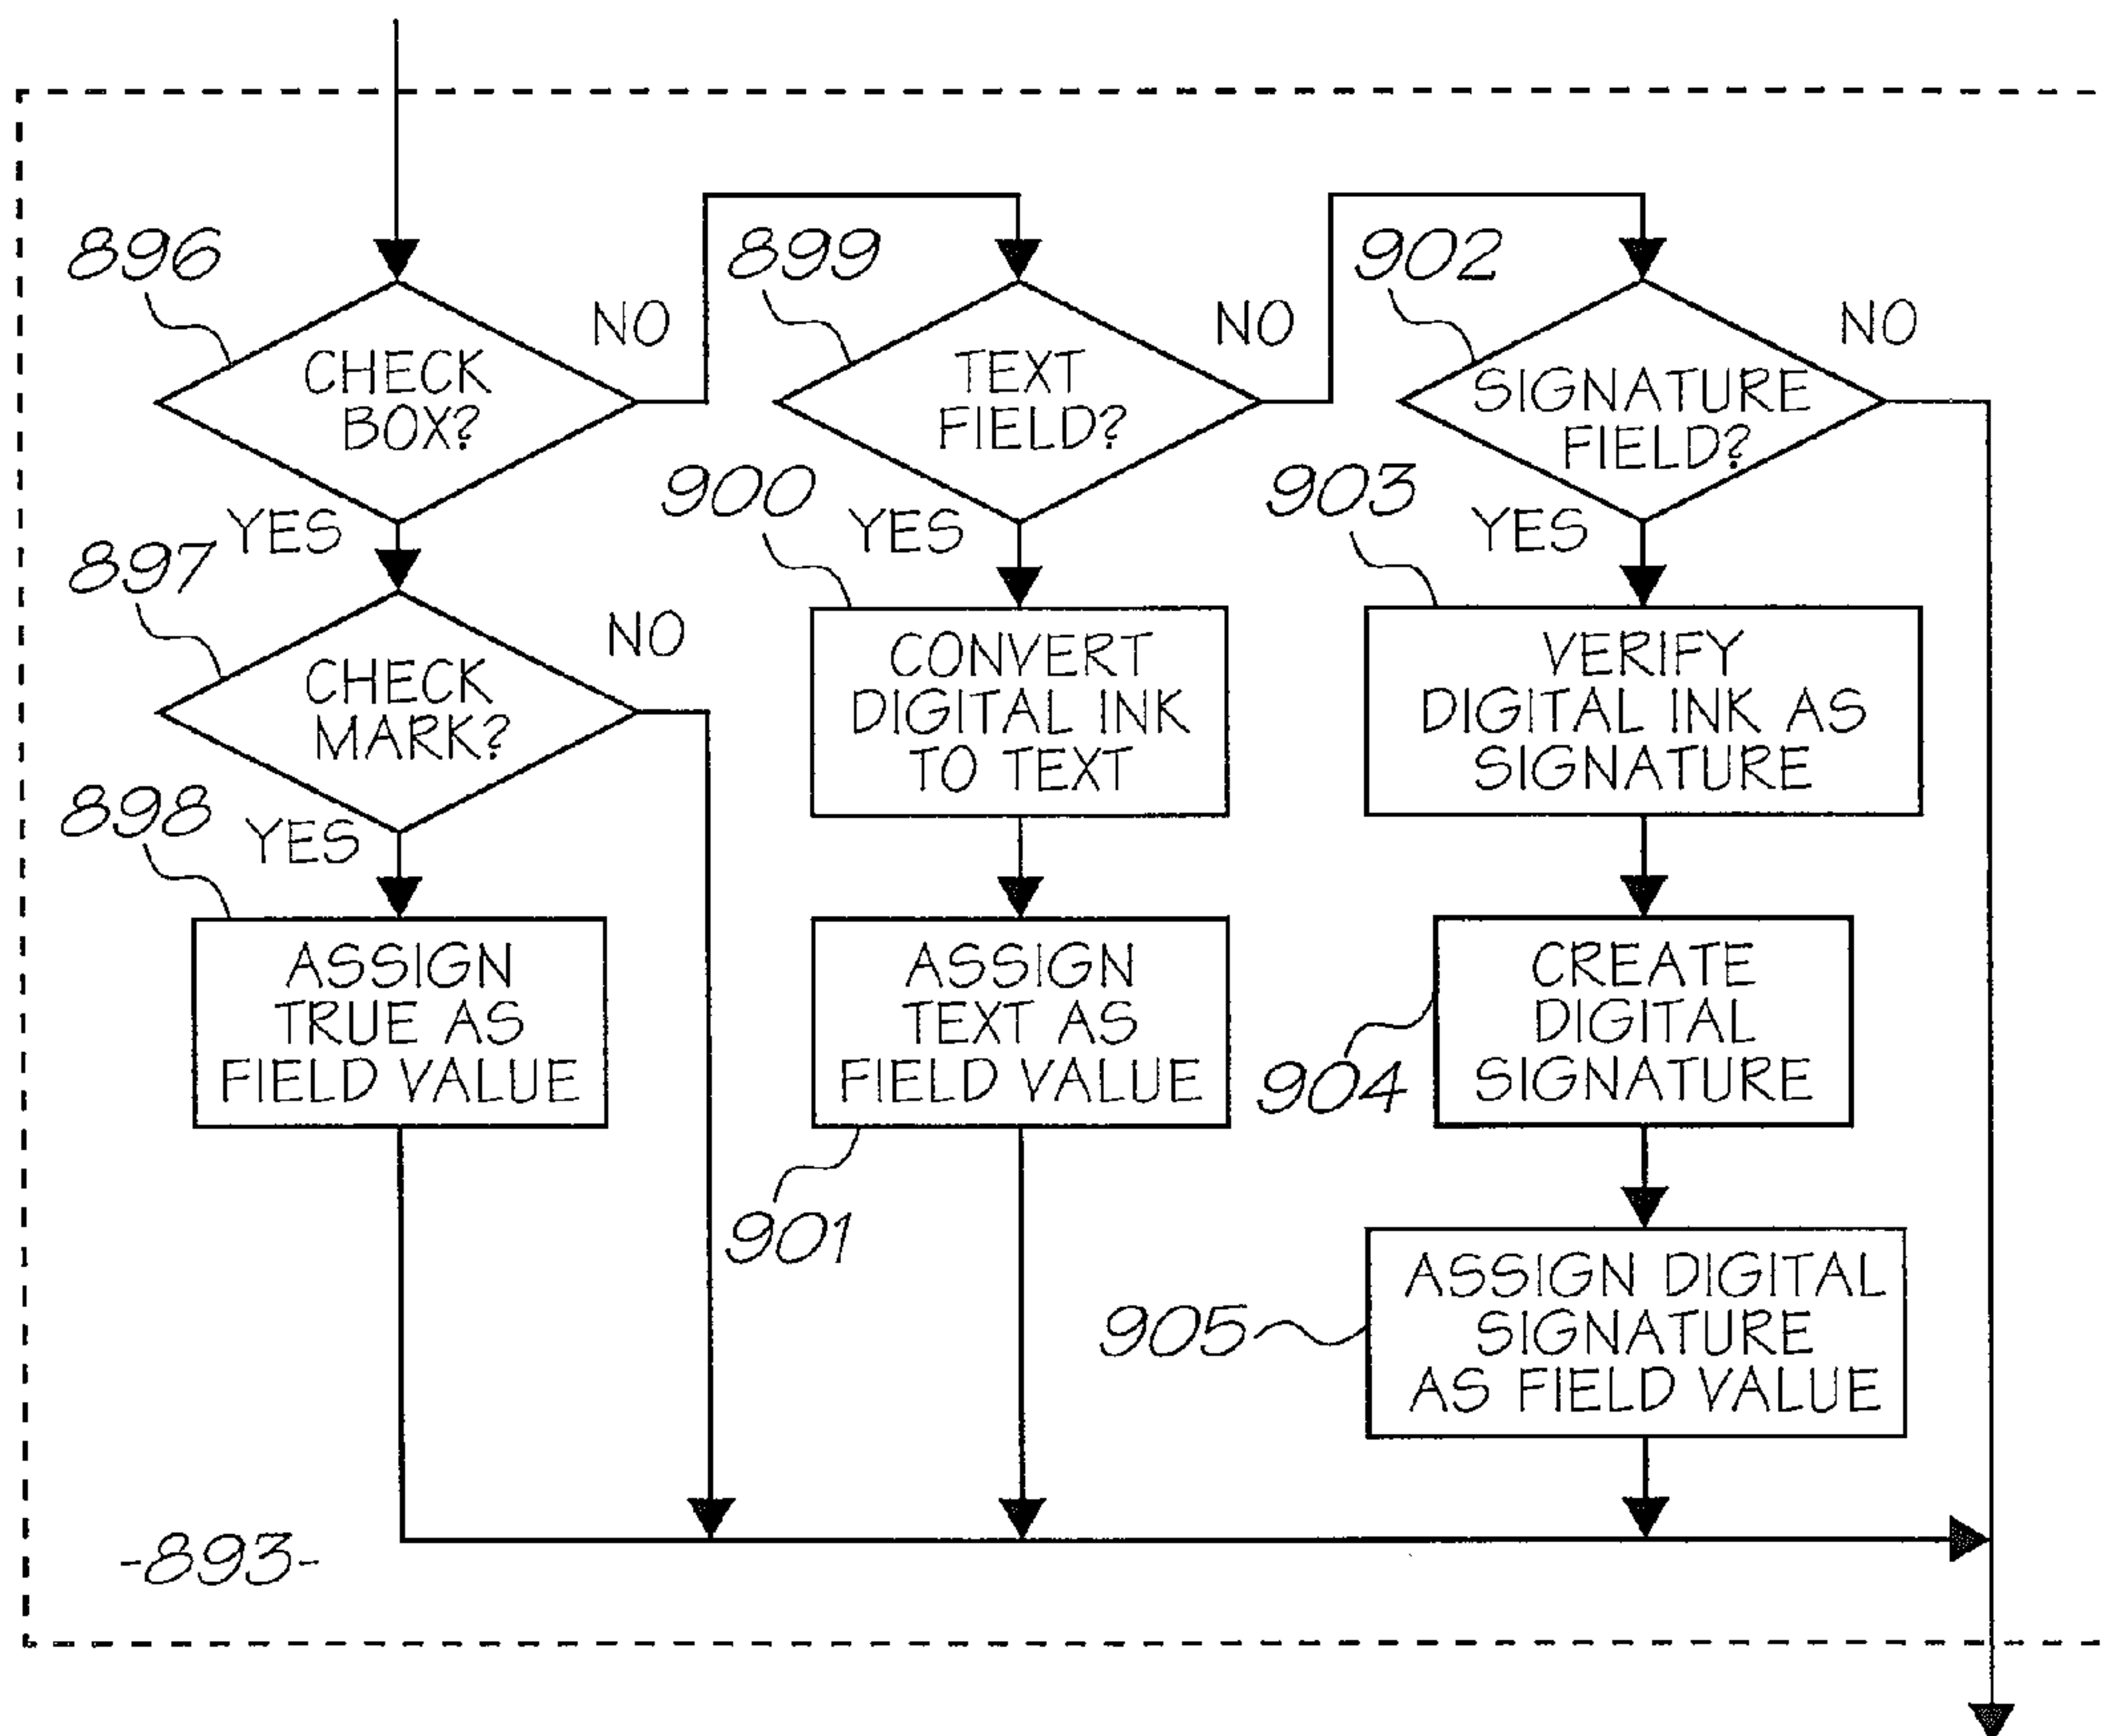 896
CHECK
BOX?
NO
YES
897
CHECK
MARK?
NO
YES
898
ASSIGN
TRUE AS
FIELD VALUE
899
TEXT
FIELD?
NO
YES
900
CONVERT
DIGITAL INK
TO TEXT
ASSIGN
TEXT AS
FIELD VALUE
901
902
SIGNATURE
FIELD?
NO
YES
903
VERIFY
DIGITAL INK AS
SIGNATURE
CREATE
DIGITAL
SIGNATURE
904
ASSIGN DIGITAL
SIGNATURE
AS FIELD VALUE
905
-893-